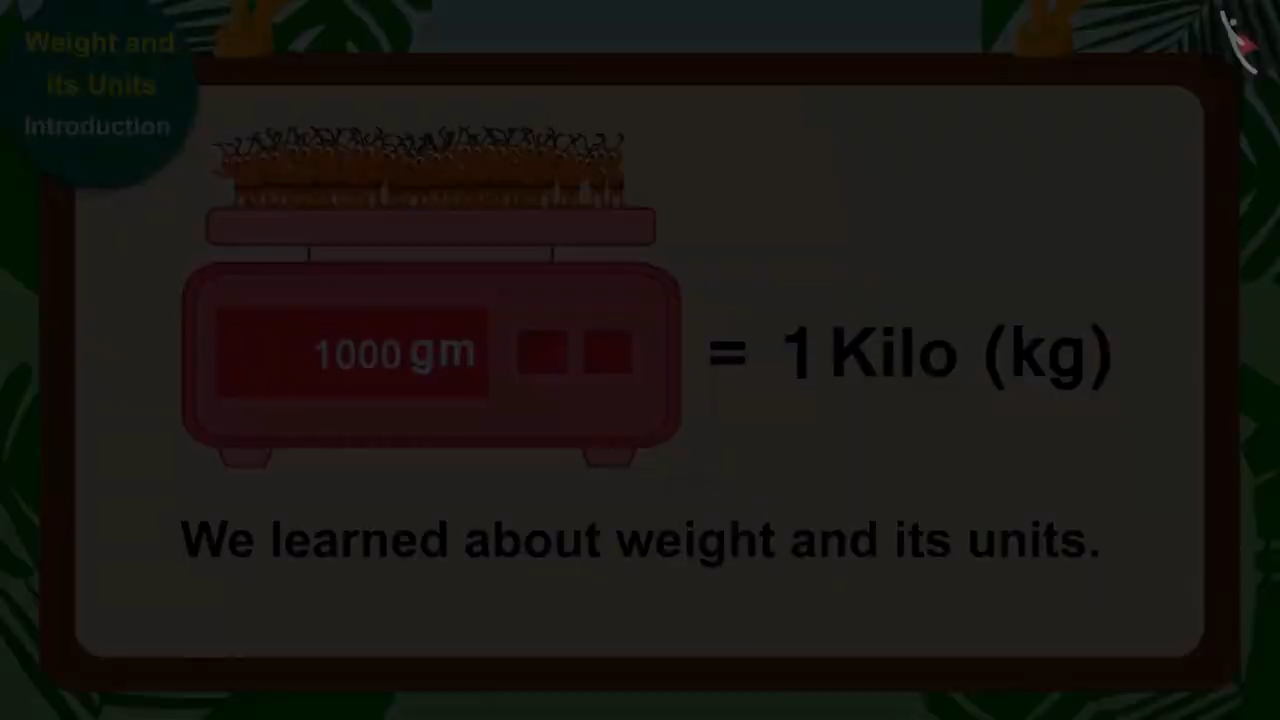 Weight and
its Units
Introduction
1000 gm
= 1 Kilo (kg)
We learned about weight and its units.